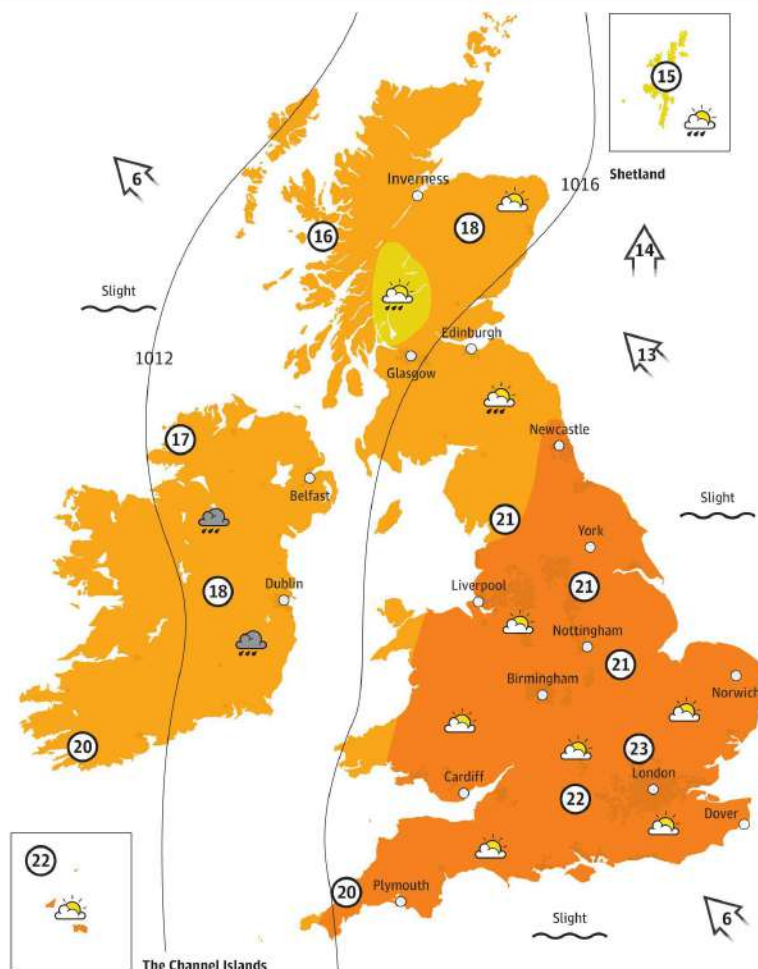 15
Shetland
1016
6
Inverness
16
18
14
Slight
Edinburgh
13
1012
Glasgow
17
Newcastle
Belfast
Slight
21
York
Liverpool
21
Dublin
18
Nottingham
21
Birmingham
Norwich
20
23
Cardiff
London
22
Dover
22
20
Plymouth
6
Slight
The Channel Islands